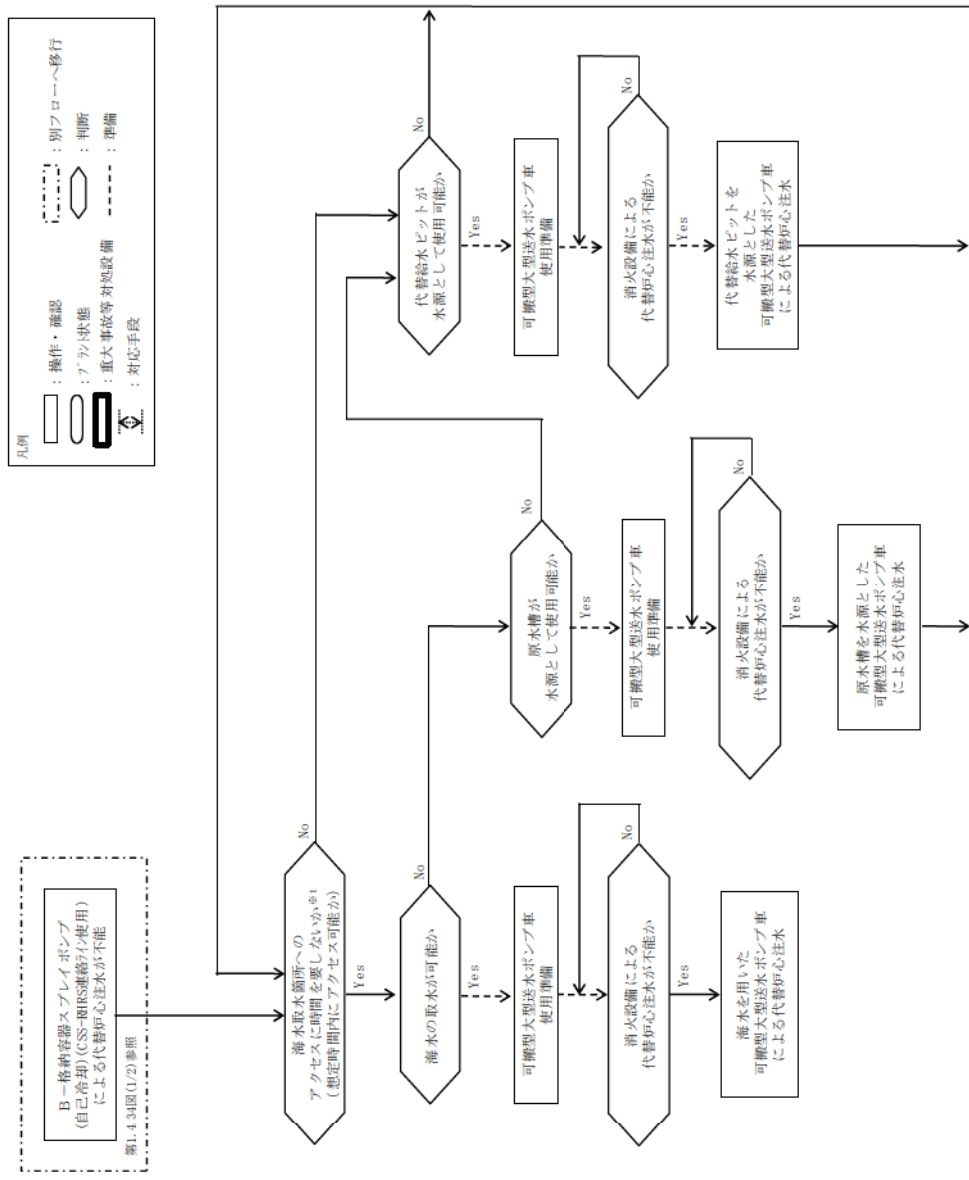 凡例
：操作・確認
：プラント状態
：重大事故等対処設備
：対応手段
：別フローへ移行
：判断
：準備
B－格納容器スプレイポンプ
(自己冷却)(CSS-RHRS連絡ライン使用)
による代替炉心注水が不能
第1.4.34図(1/2)参照
海水取水箇所への
アクセスに時間を要しないか※1
(想定時間内にアクセス可能か)
No
Yes
海水の取水が可能か
No
Yes
可搬型大型送水ポンプ車
使用準備
消火設備による
代替炉心注水が不能か
No
Yes
海水を用いた
可搬型大型送水ポンプ車
による代替炉心注水
原水槽が
水源として使用可能か
No
Yes
可搬型大型送水ポンプ車
使用準備
消火設備による
代替炉心注水が不能か
No
Yes
原水槽を水源とした
可搬型大型送水ポンプ車
による代替炉心注水
代替給水ピットが
水源として使用可能か
No
Yes
可搬型大型送水ポンプ車
使用準備
消火設備による
代替炉心注水が不能か
No
Yes
代替給水ピットを
水源とした
可搬型大型送水ポンプ車
による代替炉心注水